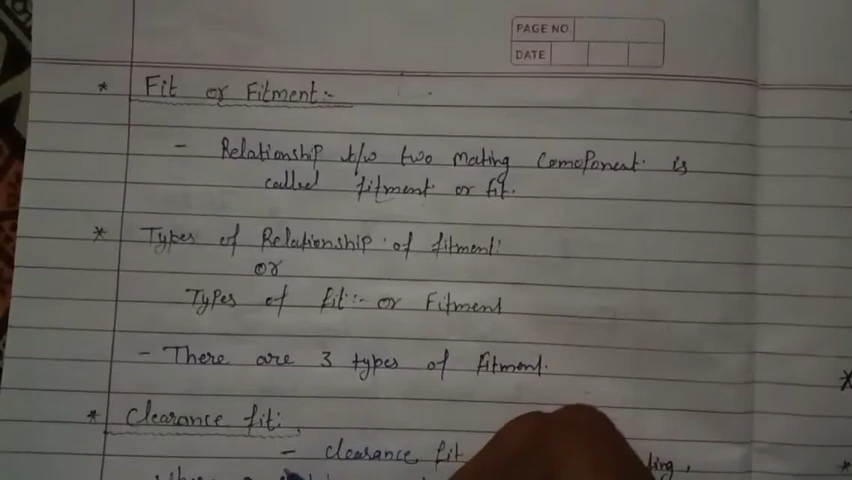 PAGE NO.
DATE
* Fit or Fitment:-
- Relationship b/w two mating comoponent is
called fitment or fit.
* Types of Relationship of fitment:
or
Types of fit:- or Fitment
- There are 3 types of Fitment.
* Clearance fit:
- clearance fit